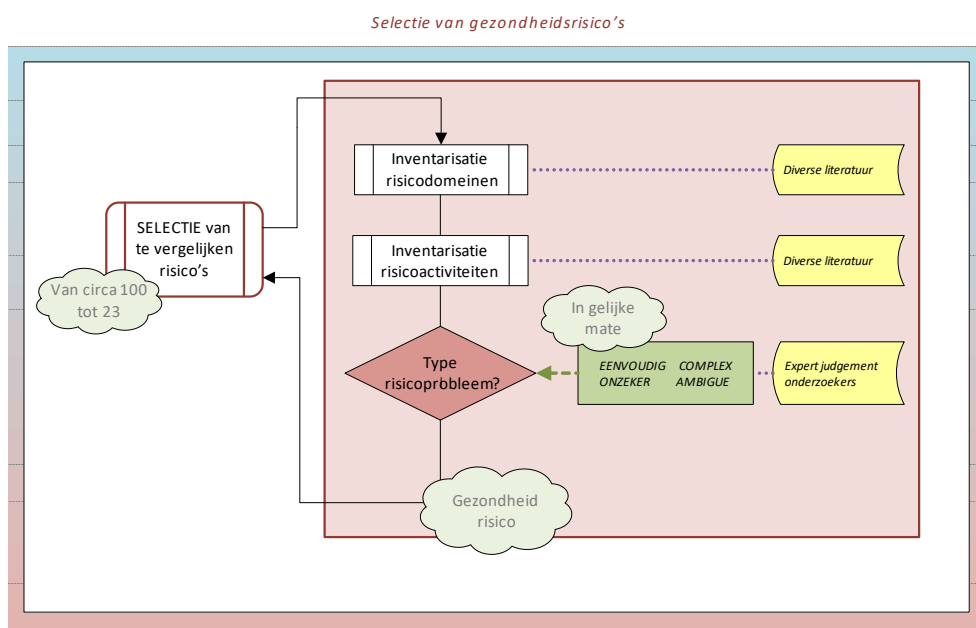 Selectie van gezondheidsrisico's
Inventarisatie
risicodomeinen
Diverse literatuur
SELECTIE van
te vergelijken
risico's
Van circa 100
tot 23
Inventarisatie
risicoactiviteiten
Diverse literatuur
In gelijke
mate
Type
risicoprobleem?
EENVOUDIG COMPLEX
ONZEKER AMBIGUE
Expert judgement
onderzoekers
Gezondheid
risico